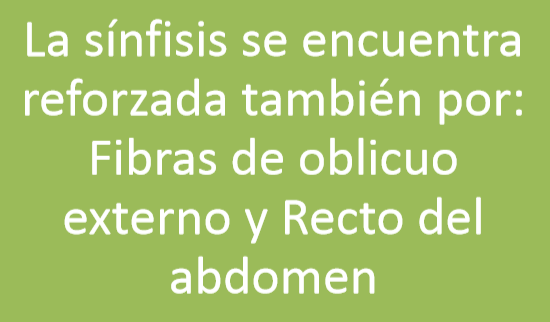 La sínfisis se encuentra
reforzada también por:
Fibras de oblicuo
externo y Recto del
abdomen